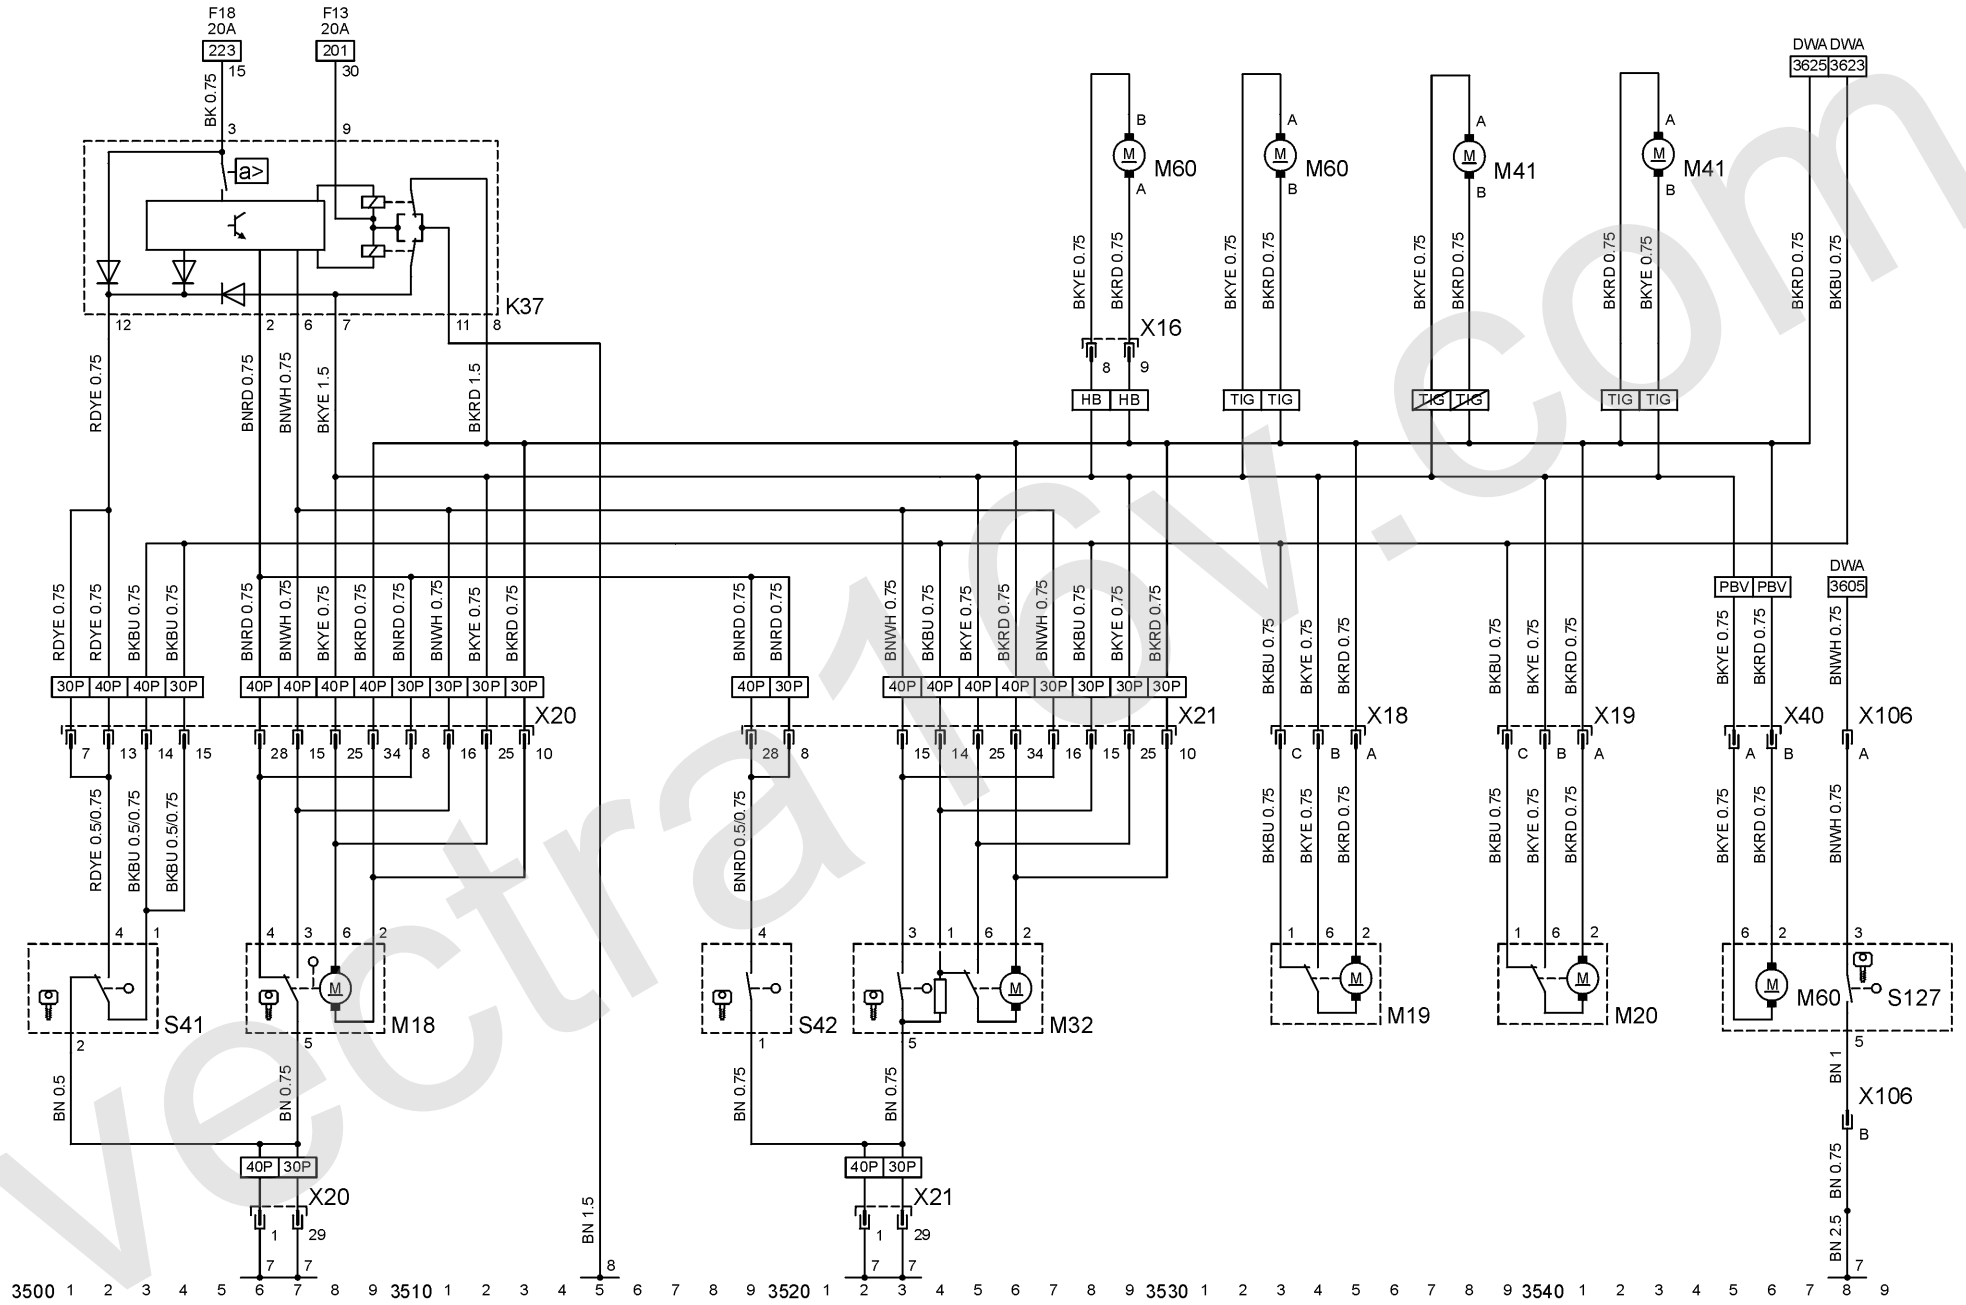 F18 F13
20A 20A
223 201
15 30
DWA DWA
3625 3623
BK 0.75
3 9
a>
K37
12 2 6 7 11 8
B A A A
M M M M
M60 M60 M41 M41
A B B B
BKYE 0.75 BKRD 0.75 BKYE 0.75 BKRD 0.75 BKYE 0.75 BKRD 0.75 BKRD 0.75 BKYE 0.75 BKRD 0.75 BKBU 0.75
X16
8 9
HB HB TIG TIG TIG TIG TIG TIG
RDYE 0.75 BNRD 0.75 BNWH 0.75 BKYE 1.5 BKRD 1.5
DWA
3605
PBV PBV
RDYE 0.75 RDYE 0.75 BKBU 0.75 BKBU 0.75 BNRD 0.75 BNWH 0.75 BKYE 0.75 BKRD 0.75 BNRD 0.75 BNWH 0.75 BKYE 0.75 BKRD 0.75 BNRD 0.75 BNRD 0.75 BNWH 0.75 BKBU 0.75 BKYE 0.75 BKRD 0.75 BNWH 0.75 BKBU 0.75 BKYE 0.75 BKRD 0.75 BKBU 0.75 BKYE 0.75 BKRD 0.75 BKBU 0.75 BKYE 0.75 BKRD 0.75 BKYE 0.75 BKRD 0.75 BNWH 0.75
30P 40P 40P 30P 40P 40P 40P 40P 30P 30P 30P 30P 40P 30P 40P 40P 40P 40P 30P 30P 30P 30P
X20 X21 X18 X19 X40 X106
7 13 14 15 28 15 25 34 8 16 25 10 28 8 15 14 25 34 16 15 25 10 C B A C B A A B A
RDYE 0.5/0.75 BKBU 0.5/0.75 BKBU 0.5/0.75 BNRD 0.5/0.75 BKBU 0.75 BKYE 0.75 BKRD 0.75 BKBU 0.75 BKYE 0.75 BKRD 0.75 BKYE 0.75 BKRD 0.75 BNWH 0.75
4 1 4 3 6 2 4 3 1 6 2 1 6 2 1 6 2 6 2 3
M M M M M
S41 M18 S42 M32 M19 M20 M60 S127
2 5 1 5 5
BN 0.5 BN 0.75 BN 0.75 BN 0.75 BN 1
X106
B
40P 30P 40P 30P
X20 X21
1 29 1 29
BN 1.5 BN 0.75
BN 2.5
7 7 8 7 7 7
3500 1 2 3 4 5 6 7 8 9 3510 1 2 3 4 5 6 7 8 9 3520 1 2 3 4 5 6 7 8 9 3530 1 2 3 4 5 6 7 8 9 3540 1 2 3 4 5 6 7 8 9
vectra16v.com